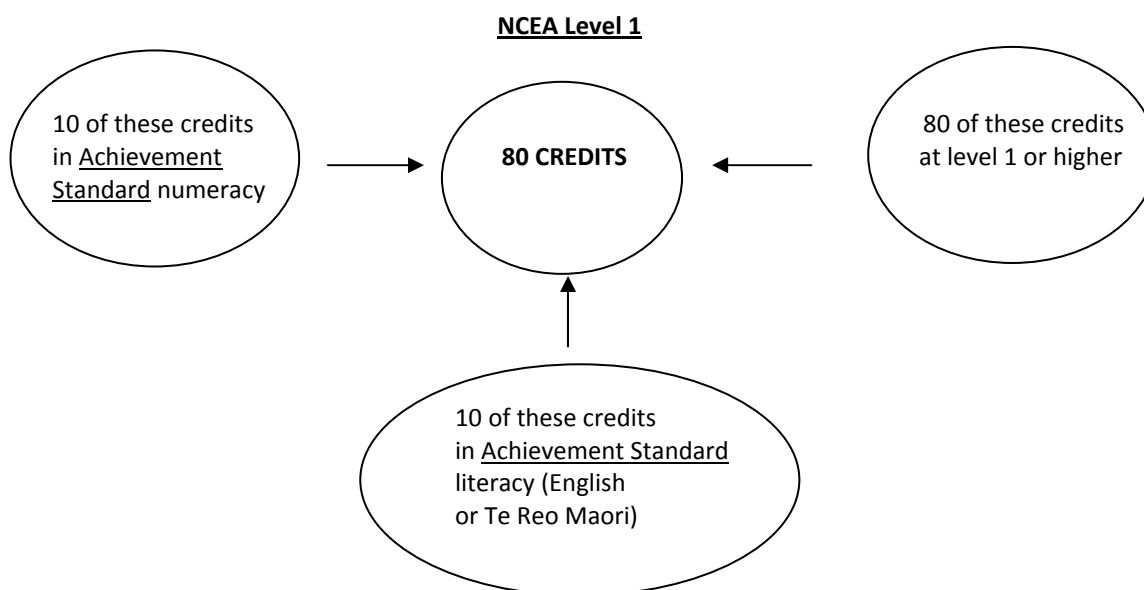 NCEA Level 1
10 of these credits
in Achievement
Standard numeracy
80 CREDITS
80 of these credits
at level 1 or higher
10 of these credits
in Achievement Standard
literacy (English
or Te Reo Maori)